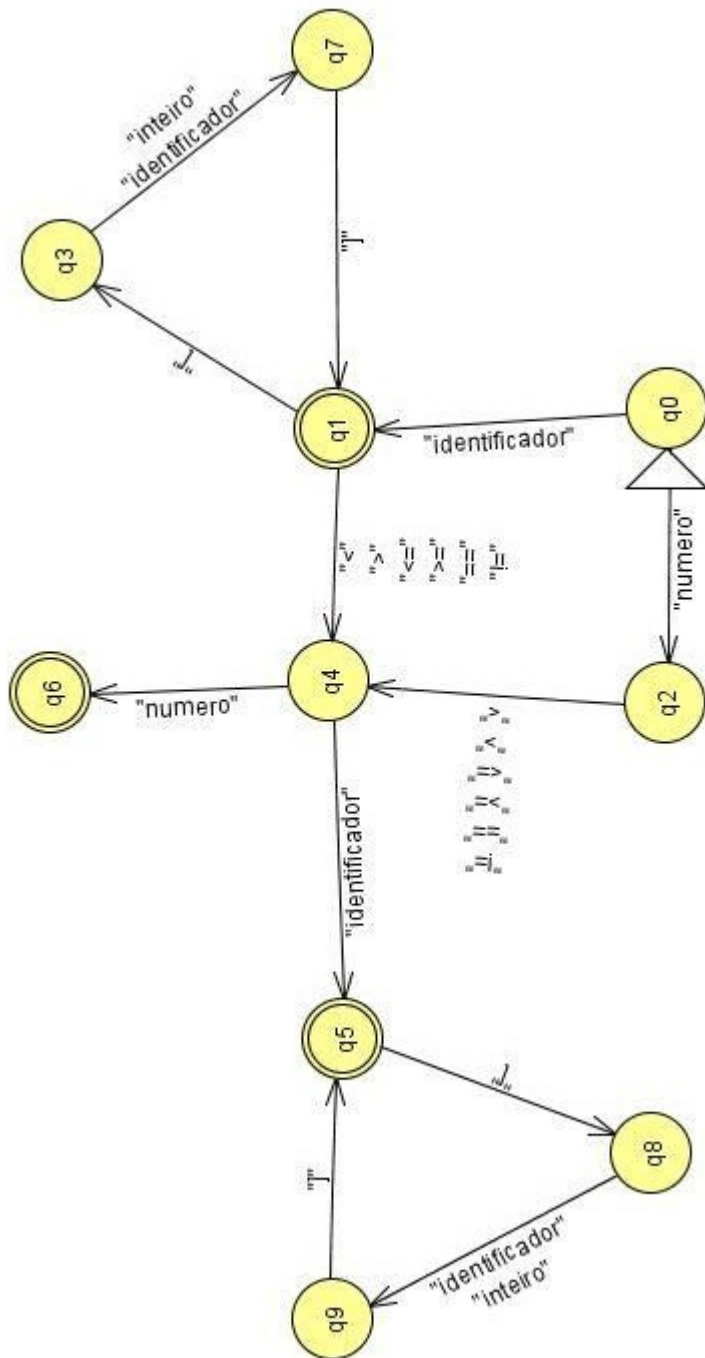 q7
"inteiro"
"identificador"
q3
"]"
"["
q1
q0
"identificador"
"<"
">"
"<="
">="
"=="
"!="
"numero"
q6
"numero"
q4
q2
"<"
">"
"<="
">="
"=="
"!="
"identificador"
q5
"["
"]"
q8
"identificador"
"inteiro"
q9